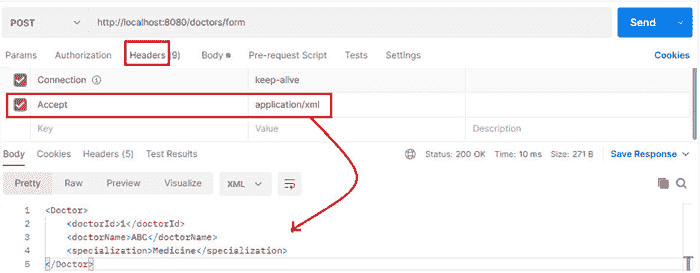 POST http://localhost:8080/doctors/form Send
Params Authorization Headers (9) Body Pre-request Script Tests Settings Cookies
Connection keep-alive
Accept application/xml
Key Value Description
Body Cookies Headers (5) Test Results Status: 200 OK Time: 10 ms Size: 271 B Save Response
Pretty Raw Preview Visualize XML
1 <Doctor>
2 <doctorId>1</doctorId>
3 <doctorName>ABC</doctorName>
4 <specialization>Medicine</specialization>
5 </Doctor>